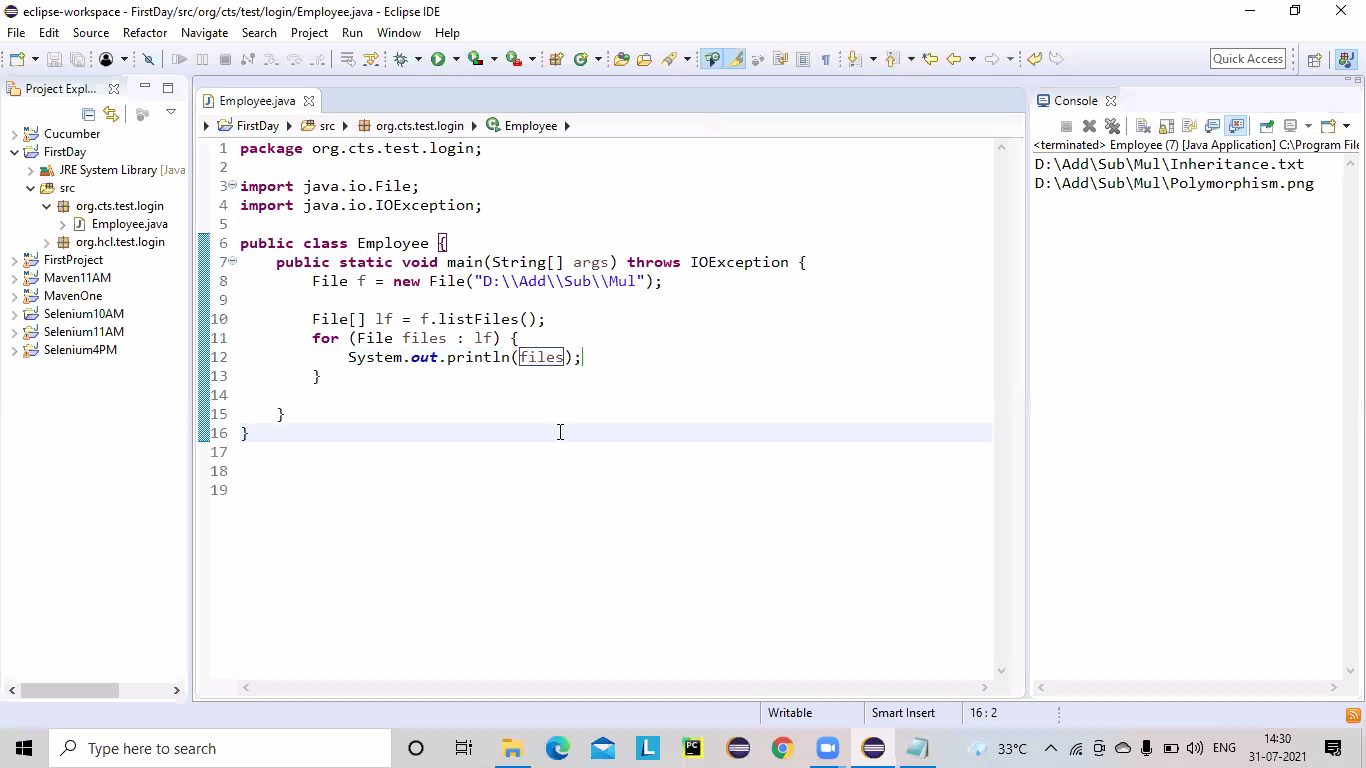 eclipse-workspace - FirstDay/src/org/cts/test/login/Employee.java - Eclipse IDE
File Edit Source Refactor Navigate Search Project Run Window Help
Quick Access
Project Expl...
Cucumber
FirstDay
JRE System Library [Java
src
org.cts.test.login
Employee.java
org.hcl.test.login
FirstProject
Maven11AM
MavenOne
Selenium10AM
Selenium11AM
Selenium4PM
Employee.java
FirstDay src org.cts.test.login Employee
1 package org.cts.test.login;
2
3 import java.io.File;
4 import java.io.IOException;
5
6 public class Employee {
7 public static void main(String[] args) throws IOException {
8 File f = new File("D:\\Add\\Sub\\Mul");
9
10 File[] lf = f.listFiles();
11 for (File files : lf) {
12 System.out.println(files);
13 }
14
15 }
16 }
17
18
19
Console
<terminated> Employee (7) [Java Application] C:\Program File
D:\Add\Sub\Mul\Inheritance.txt
D:\Add\Sub\Mul\Polymorphism.png
Writable Smart Insert 16 : 2
Type here to search
L
PC
33°C
ENG
14:30
31-07-2021